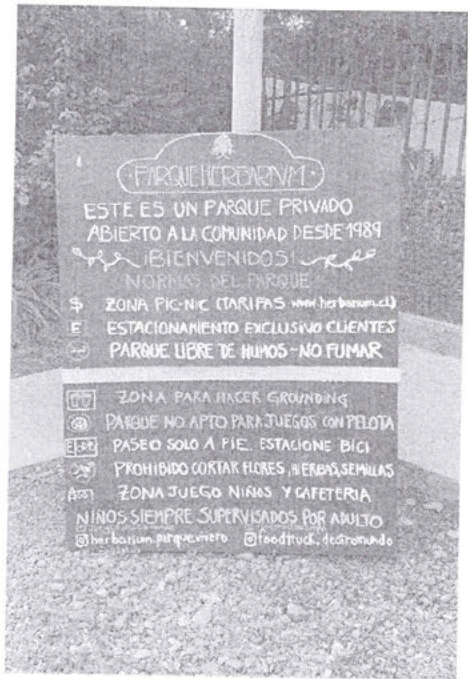 PARQUE HERBARIVM
ESTE ES UN PARQUE PRIVADO
ABIERTO A LA COMUNIDAD DESDE 1989
¡BIENVENIDOS!
NORMAS DEL PARQUE
$ ZONA PIC-NIC (TARIFAS www.herbarium.cl)
E ESTACIONAMIENTO EXCLUSIVO CLIENTES
PARQUE LIBRE DE HUMOS - NO FUMAR
ZONA PARA HACER GROUNDING
PARQUE NO APTO PARA JUEGOS CON PELOTA
PASEO SOLO A PIE. ESTACIONE BICI
PROHIBIDO CORTAR FLORES, HIERBAS, SEMILLAS
ZONA JUEGO NIÑOS Y CAFETERIA
NIÑOS SIEMPRE SUPERVISADOS POR ADULTO
herbarium.parquevivero foodtruck.deotromundo